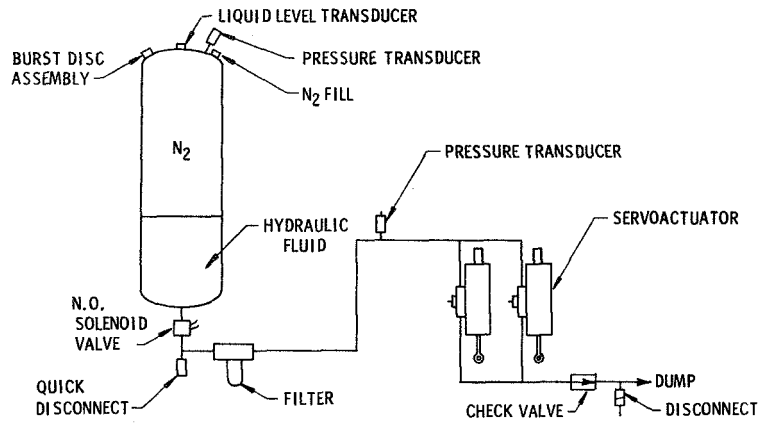 LIQUID LEVEL TRANSDUCER
BURST DISC
ASSEMBLY
PRESSURE TRANSDUCER
N2 FILL
N2
PRESSURE TRANSDUCER
HYDRAULIC
FLUID
SERVOACTUATOR
N.O.
SOLENOID
VALVE
QUICK
DISCONNECT
FILTER
CHECK VALVE
DUMP
DISCONNECT